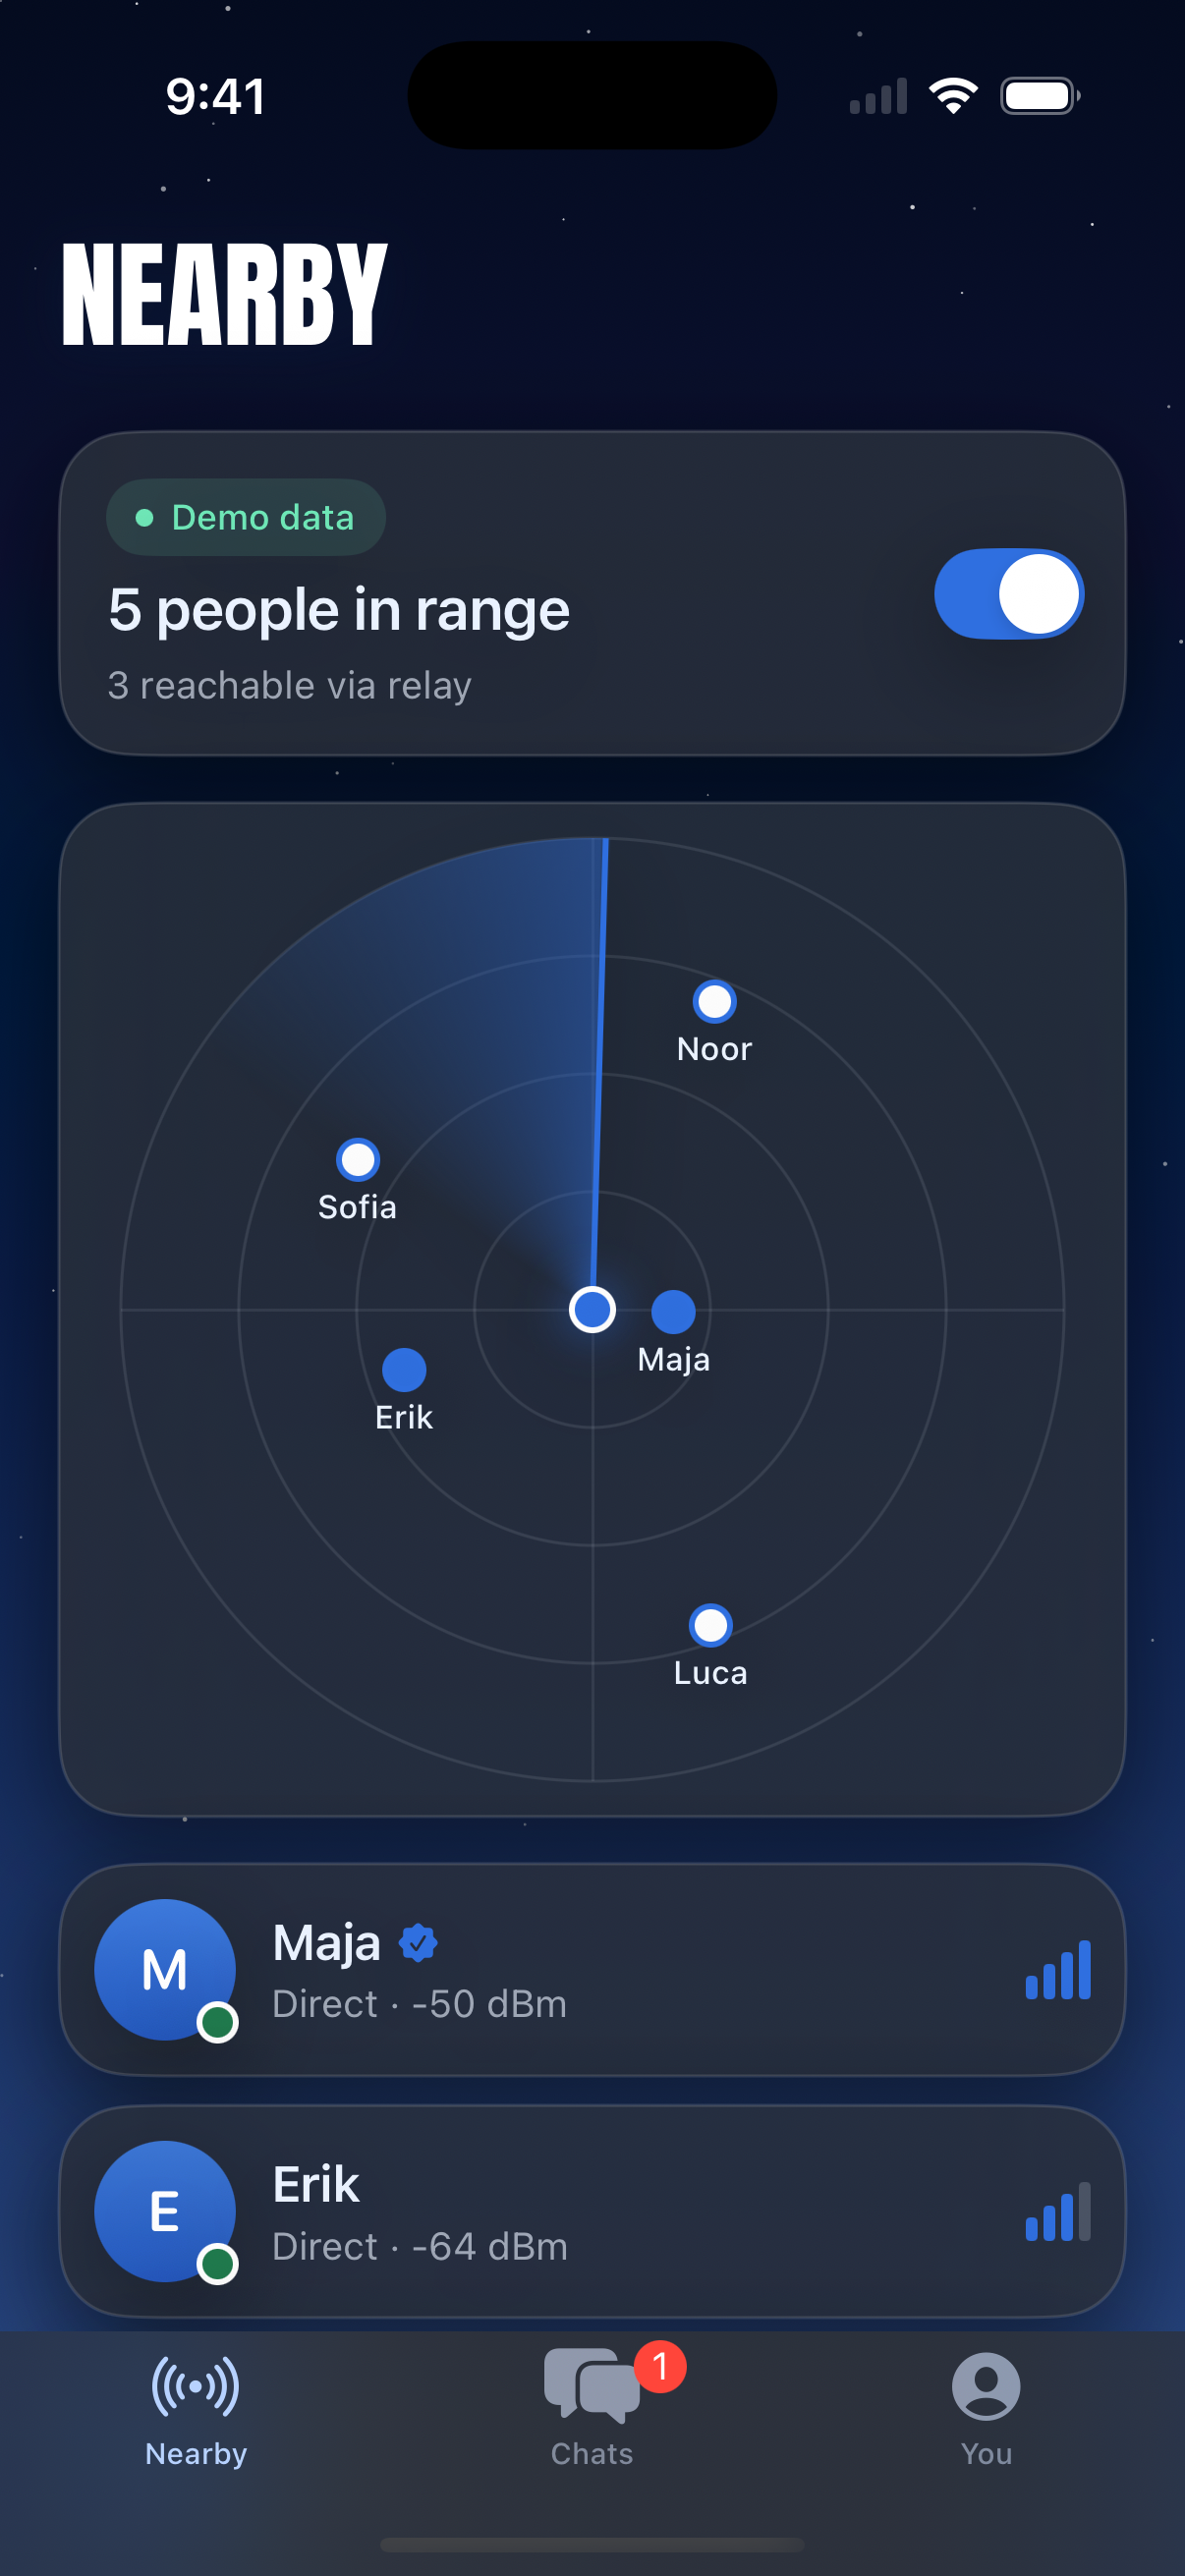 9:41
NEARBY
Demo data
5 people in range
3 reachable via relay
Noor
Sofia
Maja
Erik
Luca
M
Maja
Direct · -50 dBm
E
Erik
Direct · -64 dBm
1
Nearby
Chats
You